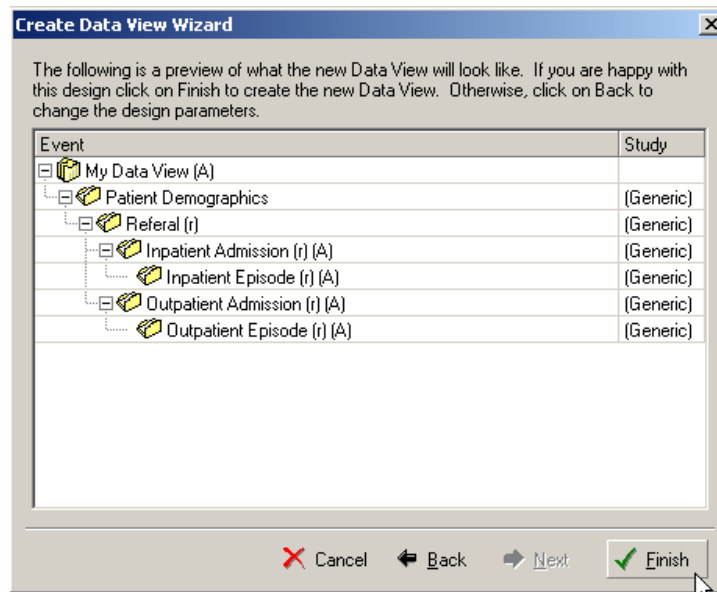 Create Data View Wizard
The following is a preview of what the new Data View will look like. If you are happy with
this design click on Finish to create the new Data View. Otherwise, click on Back to
change the design parameters.
Event Study
My Data View (A)
Patient Demographics (Generic)
Referal (r) (Generic)
Inpatient Admission (r) (A) (Generic)
Inpatient Episode (r) (A) (Generic)
Outpatient Admission (r) (A) (Generic)
Outpatient Episode (r) (A) (Generic)
Cancel Back Next Finish